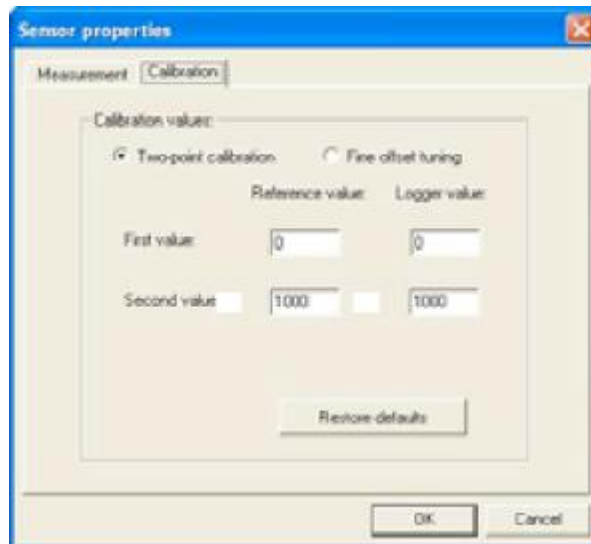 Sensor properties
Measurement Calibration
Calibration values:
Two-point calibration Fine offset tuning
Reference value: Logger value:
First value: 0 0
Second value 1000 1000
Restore defaults
OK Cancel